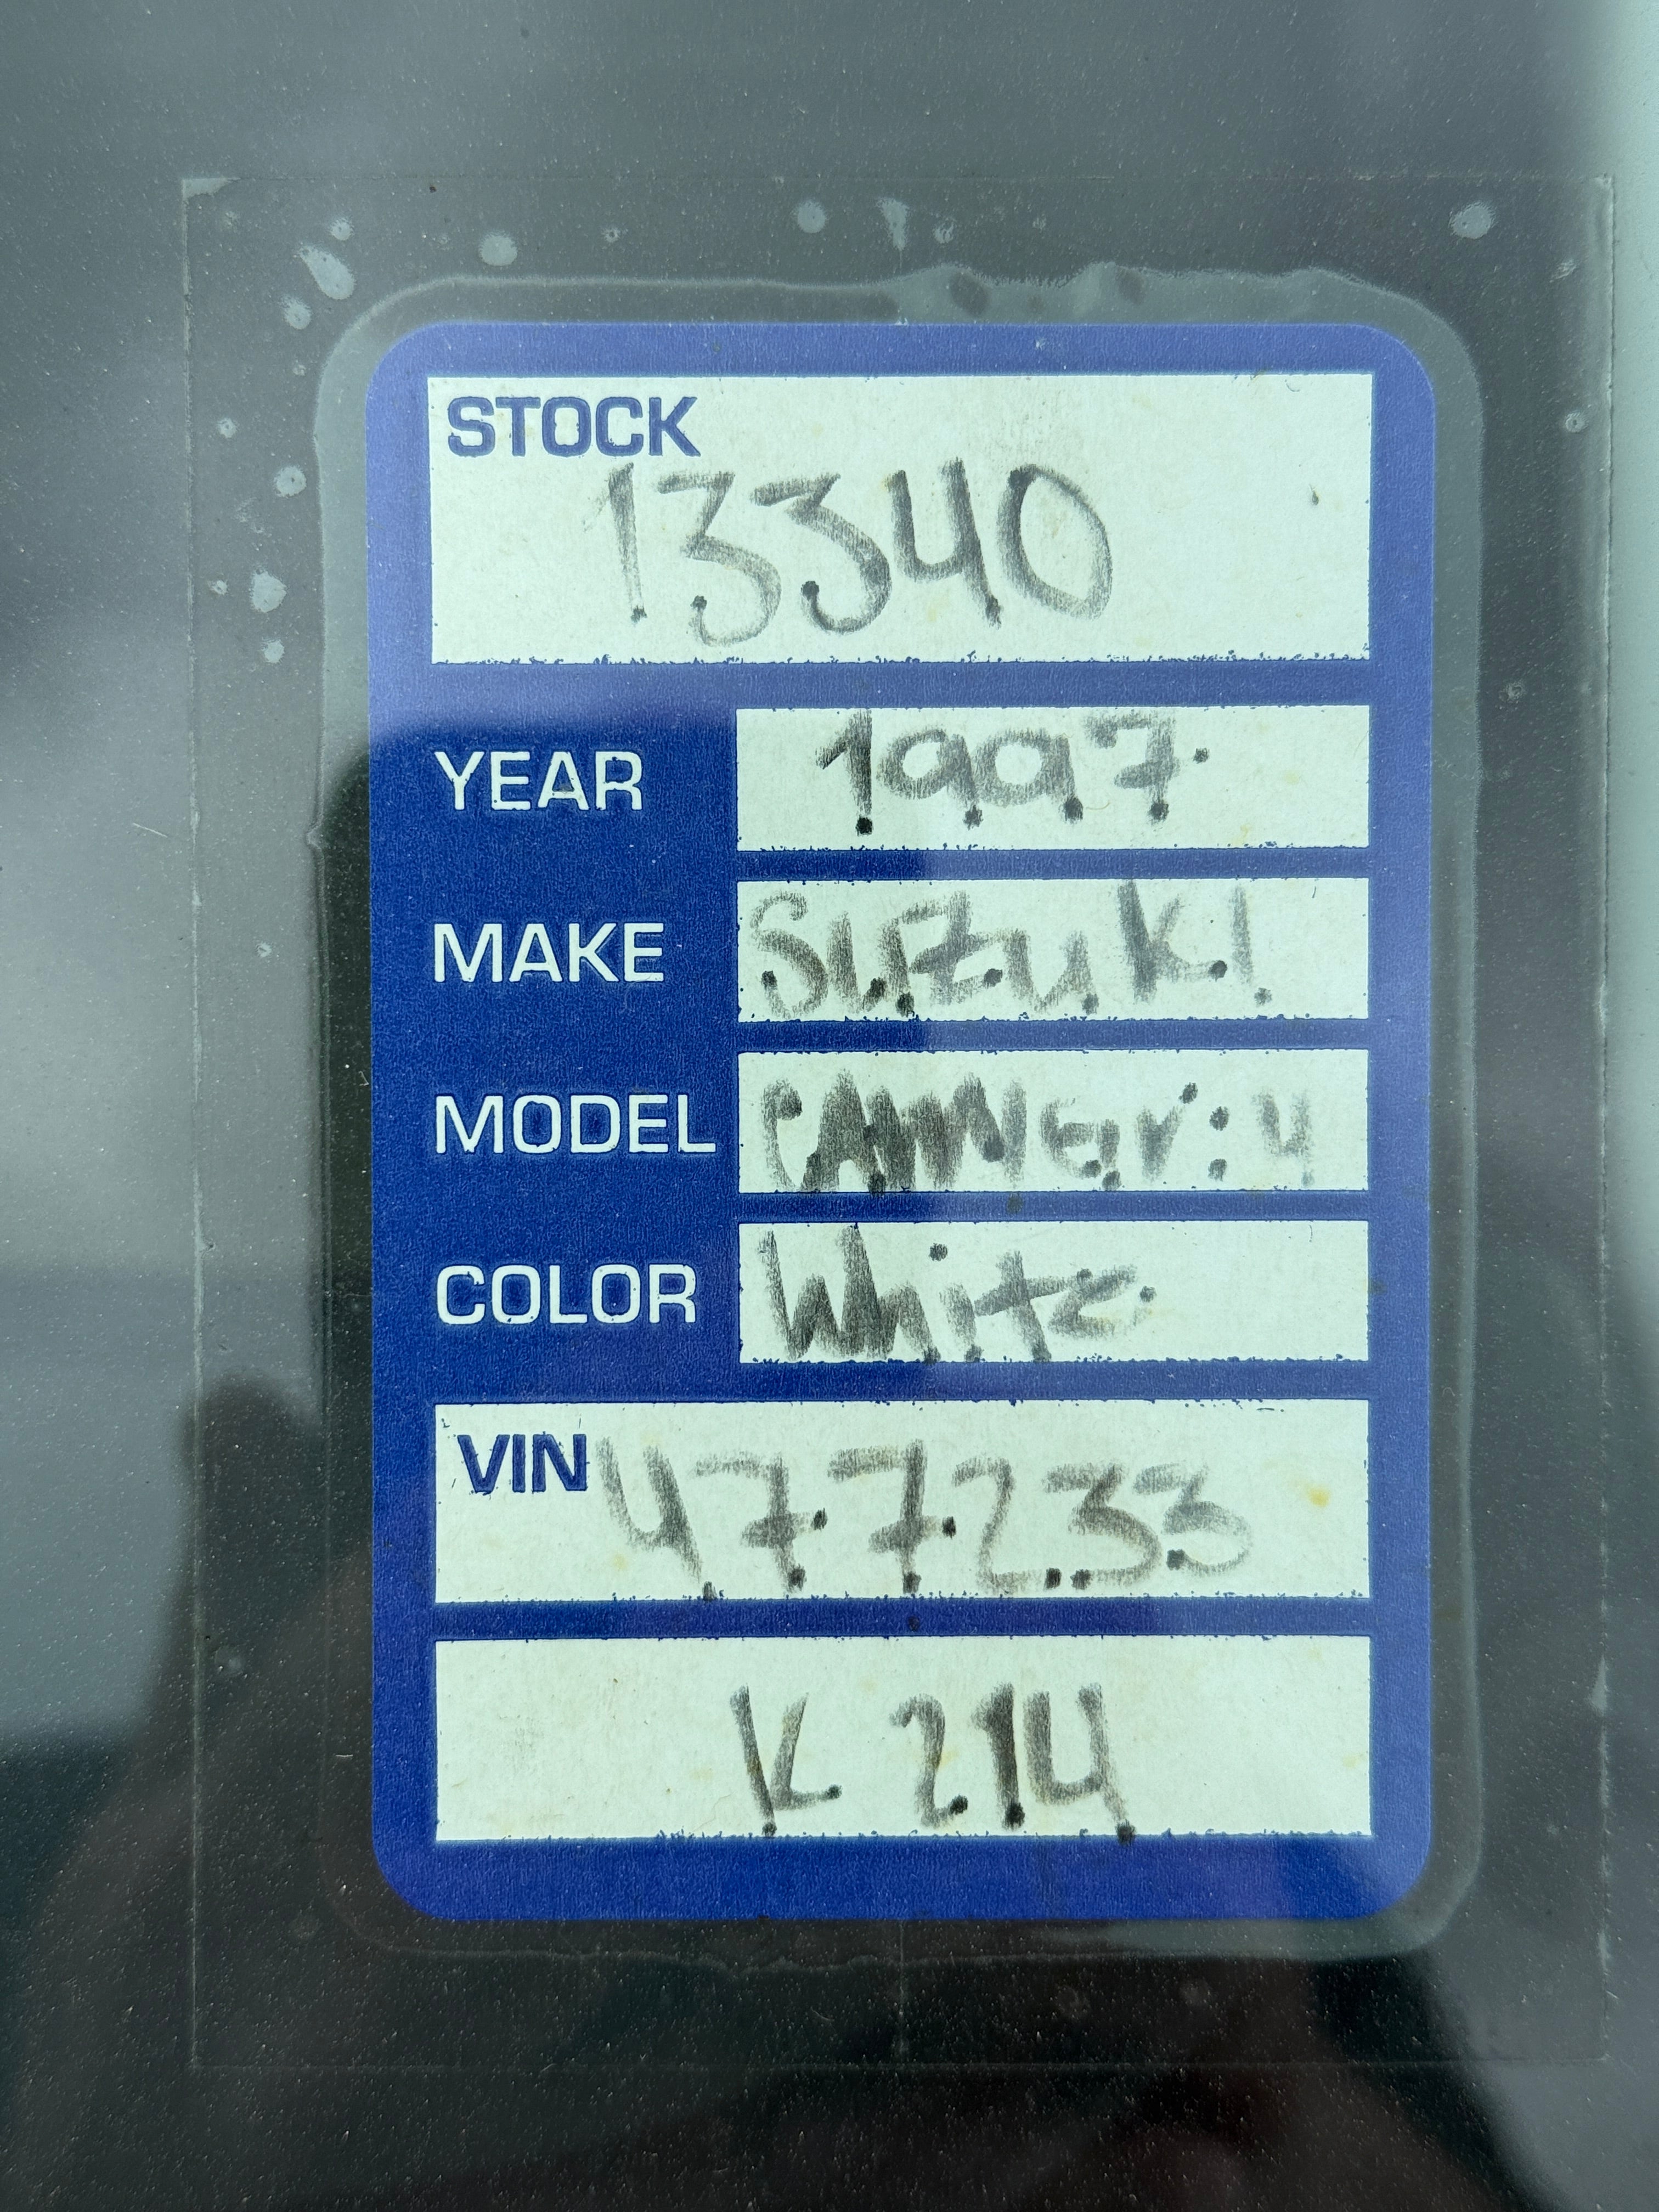 STOCK
13340
YEAR 1997
MAKE Suzuki
MODEL
COLOR White
VIN 477233
K 214